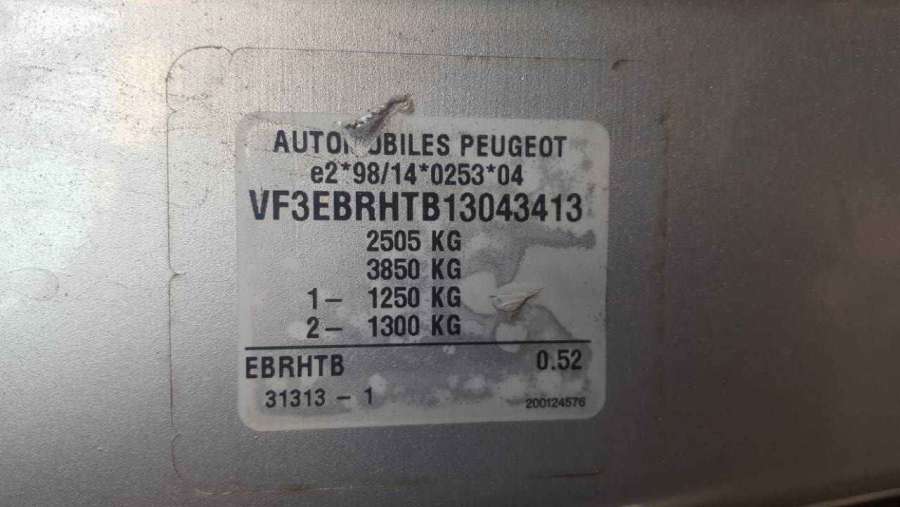 AUTOMOBILES PEUGEOT
e2*98/14*0253*04
VF3EBRHTB13043413
2505 KG
3850 KG
1- 1250 KG
2- 1300 KG
EBRHTB 0.52
31313 - 1 200124576